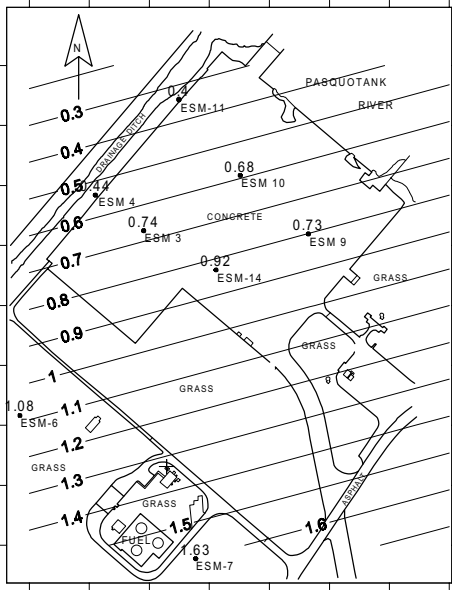 N
PASQUOTANK
RIVER
0.4
ESM-11
0.3
DRAINAGE DITCH
0.4
0.68
ESM 10
0.5
0.44
ESM 4
0.6
CONCRETE
0.74
ESM 3
0.73
ESM 9
0.7
0.92
ESM-14
GRASS
0.8
0.9
GRASS
1
GRASS
1.08
ESM-6
1.1
1.2
GRASS
1.3
ASPHALT
GRASS
1.4
1.5
1.6
FUEL
1.63
ESM-7